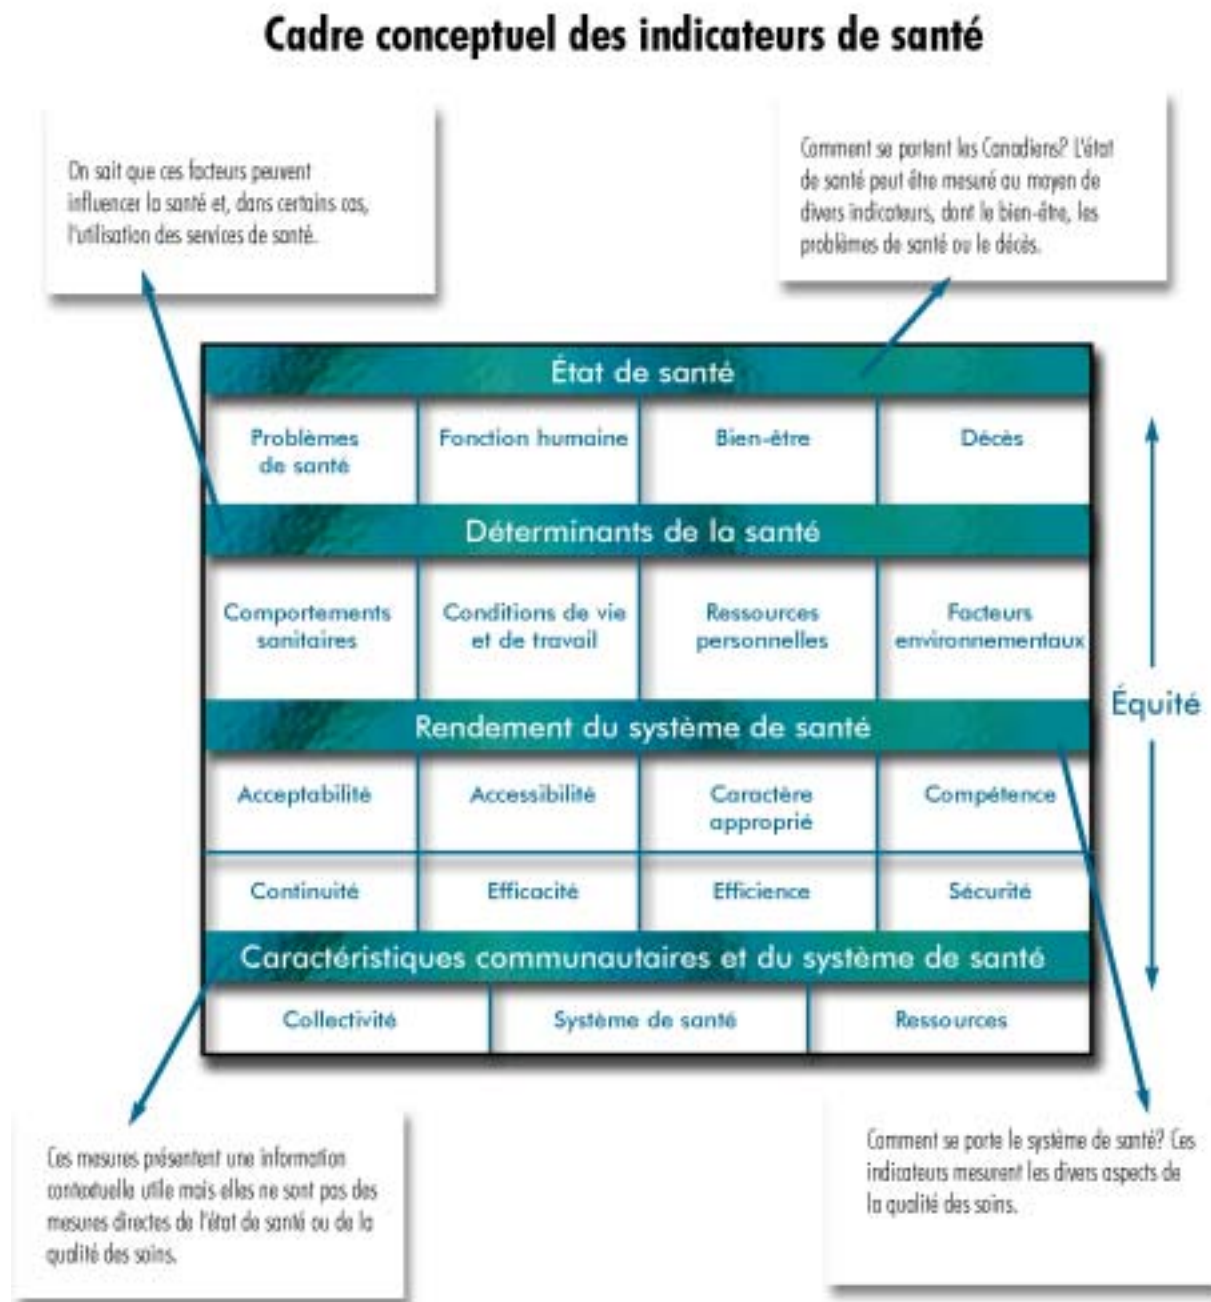 Cadre conceptuel des indicateurs de santé
On sait que ces facteurs peuvent
influencer la santé et, dans certains cas,
l'utilisation des services de santé.
Comment se portent les Canadiens? L'état
de santé peut être mesuré au moyen de
divers indicateurs, dont le bien-être, les
problèmes de santé ou le décès.
État de santé
Problèmes
de santé
Fonction humaine
Bien-être
Décès
Déterminants de la santé
Comportements
sanitaires
Conditions de vie
et de travail
Ressources
personnelles
Facteurs
environnementaux
Équité
Rendement du système de santé
Acceptabilité
Accessibilité
Caractère
approprié
Compétence
Continuité
Efficacité
Efficience
Sécurité
Caractéristiques communautaires et du système de santé
Collectivité
Système de santé
Ressources
Ces mesures présentent une information
contextuelle utile mais elles ne sont pas des
mesures directes de l'état de santé ou de la
qualité des soins.
Comment se porte le système de santé? Ces
indicateurs mesurent les divers aspects de
la qualité des soins.